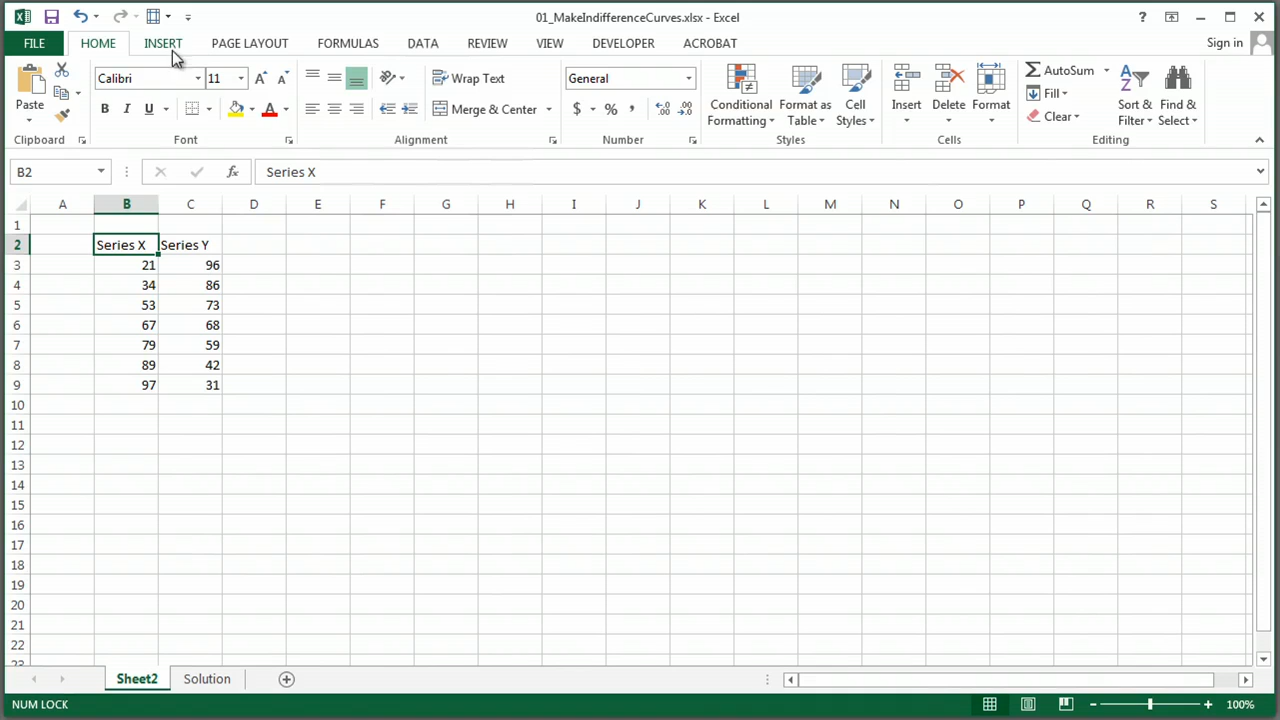 01_MakeIndifferenceCurves.xlsx - Excel
?
FILE HOME INSERT PAGE LAYOUT FORMULAS DATA REVIEW VIEW DEVELOPER ACROBAT Sign in
Paste
Clipboard
Calibri 11
B I U A
Font
Wrap Text
Merge & Center
Alignment
General
$ % ,
Number
Conditional Formatting
Format as Table
Cell Styles
Styles
Insert
Delete
Format
Cells
AutoSum
Fill
Clear
Sort & Filter
Find & Select
Editing
B2 fx Series X
A B C D E F G H I J K L M N O P Q R S
1
2 Series X Series Y
3 21 96
4 34 86
5 53 73
6 67 68
7 79 59
8 89 42
9 97 31
10
11
12
13
14
15
16
17
18
19
20
21
22
23
Sheet2 Solution
NUM LOCK 100%